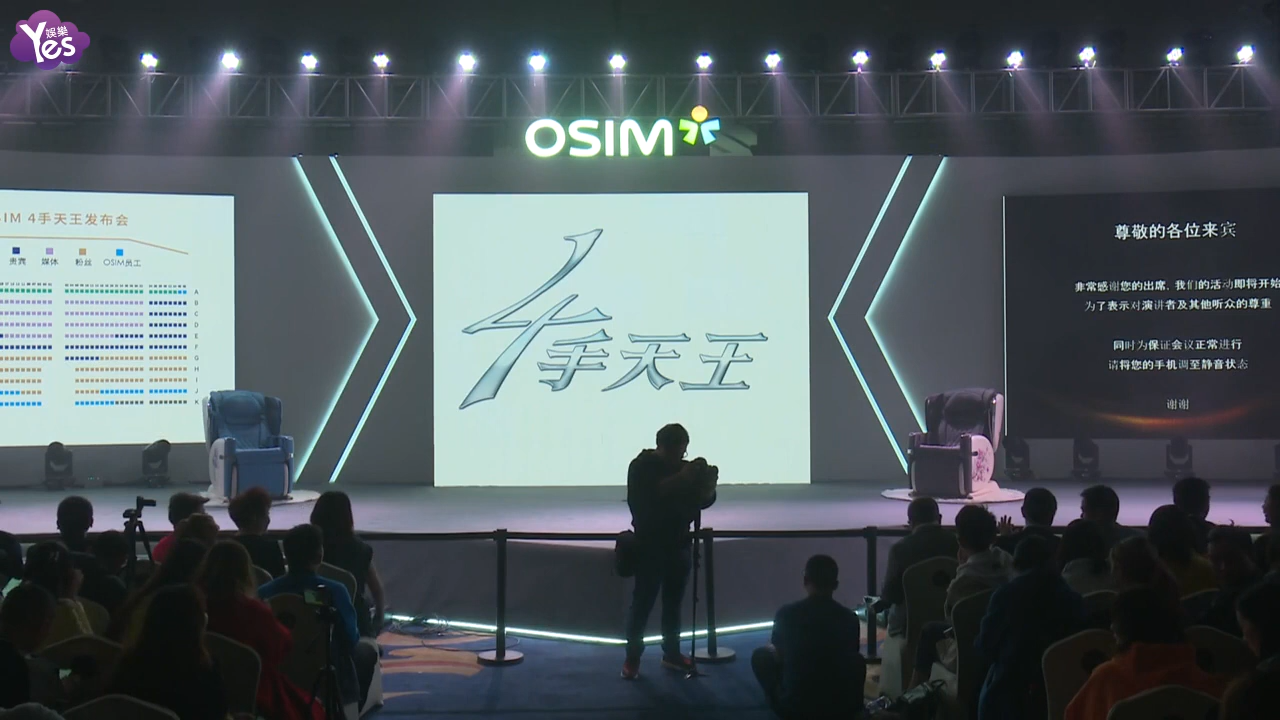 Yes 娱樂
OSIM
SIM 4手天王发布会
贵宾 媒体 粉丝 OSIM员工
A
B
C
D
E
F
G
H
I
J
K
4手天王
尊敬的各位来宾
非常感谢您的出席, 我们的活动即将开始
为了表示对演讲者及其他听众的尊重
同时为保证会议正常进行
请将您的手机调至静音状态
谢谢